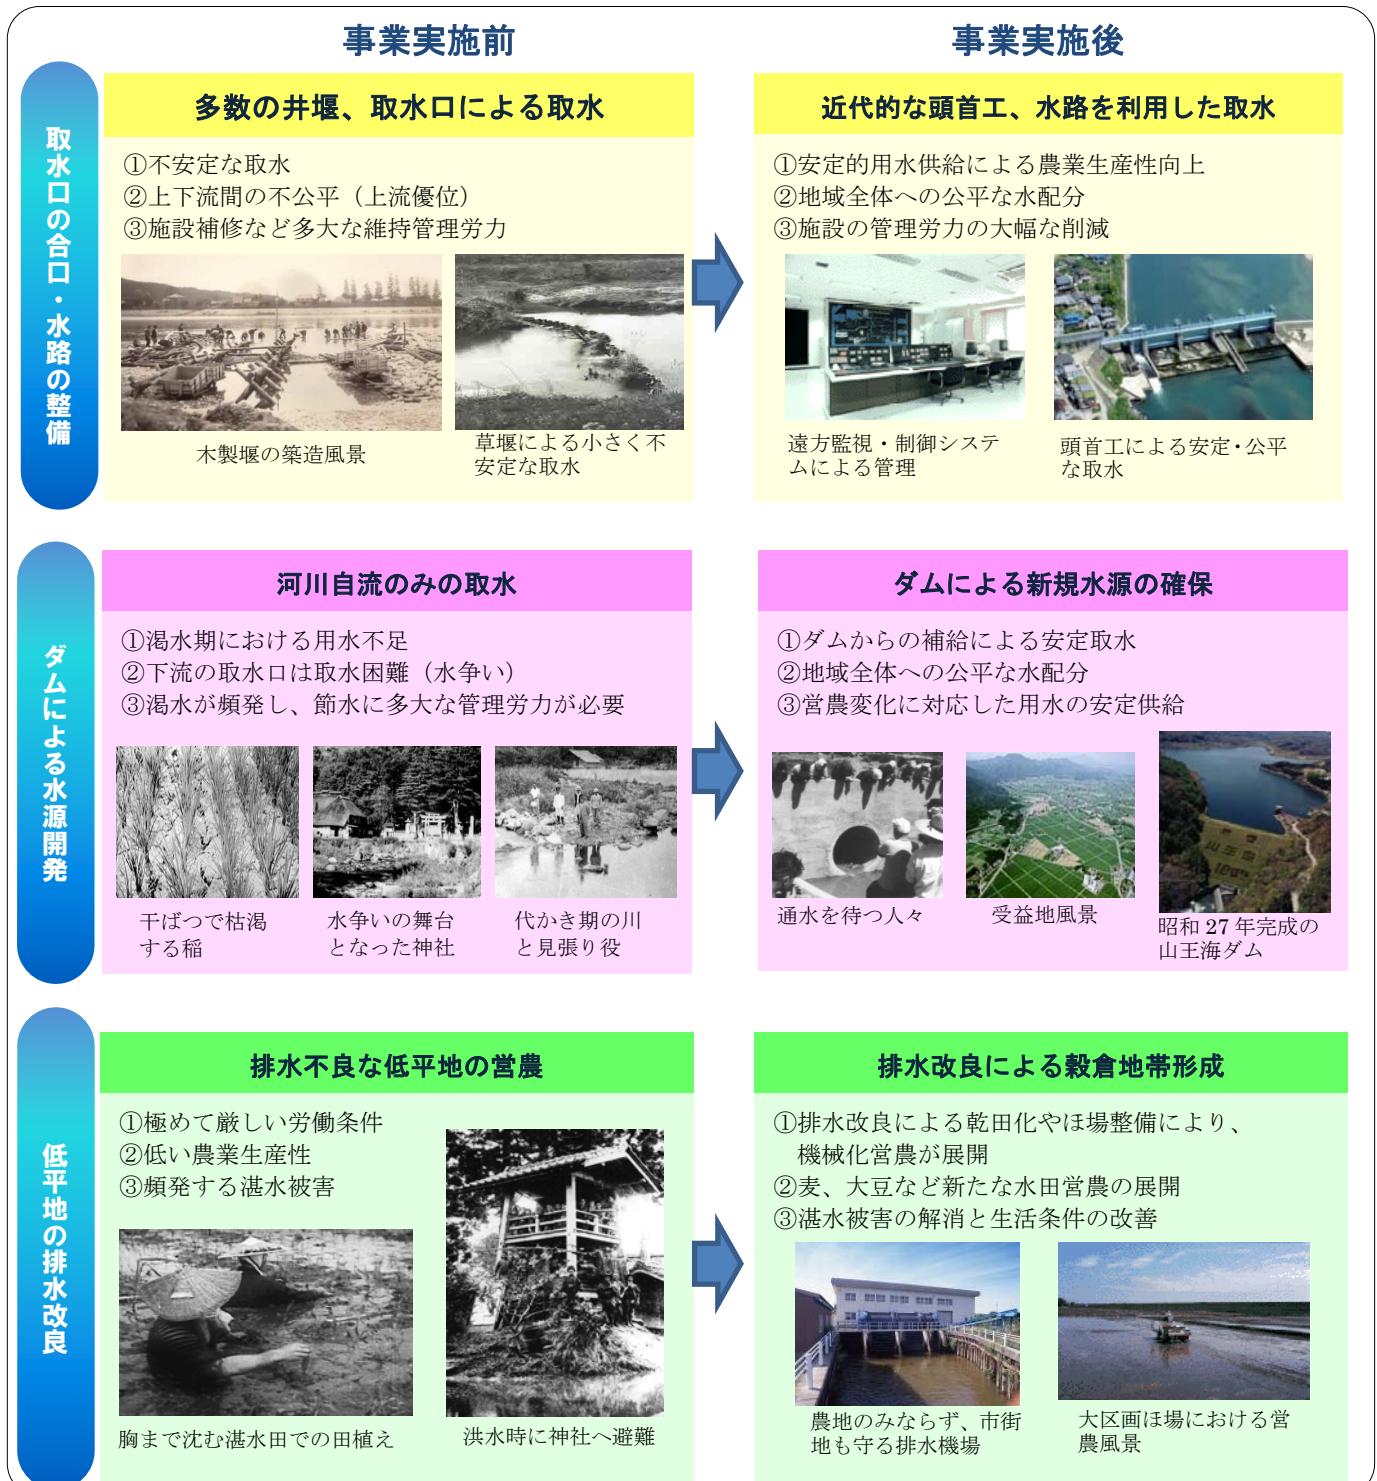 事業実施前
事業実施後
取水口の合口・水路の整備
多数の井堰、取水口による取水
①不安定な取水
②上下流間の不公平（上流優位）
③施設補修など多大な維持管理労力
木製堰の築造風景
草堰による小さく不
安定な取水
近代的な頭首工、水路を利用した取水
①安定的用水供給による農業生産性向上
②地域全体への公平な水配分
③施設の管理労力の大幅な削減
遠方監視・制御システ
ムによる管理
頭首工による安定・公平
な取水
ダムによる水源開発
河川自流のみの取水
①渇水期における用水不足
②下流の取水口は取水困難（水争い）
③渇水が頻発し、節水に多大な管理労力が必要
干ばつで枯渇
する稲
水争いの舞台
となった神社
代かき期の川
と見張り役
ダムによる新規水源の確保
①ダムからの補給による安定取水
②地域全体への公平な水配分
③営農変化に対応した用水の安定供給
通水を待つ人々
受益地風景
昭和 27 年完成の
山王海ダム
低平地の排水改良
排水不良な低平地の営農
①極めて厳しい労働条件
②低い農業生産性
③頻発する湛水被害
胸まで沈む湛水田での田植え
洪水時に神社へ避難
排水改良による穀倉地帯形成
①排水改良による乾田化やほ場整備により、
機械化営農が展開
②麦、大豆など新たな水田営農の展開
③湛水被害の解消と生活条件の改善
農地のみならず、市街
地も守る排水機場
大区画ほ場における営
農風景